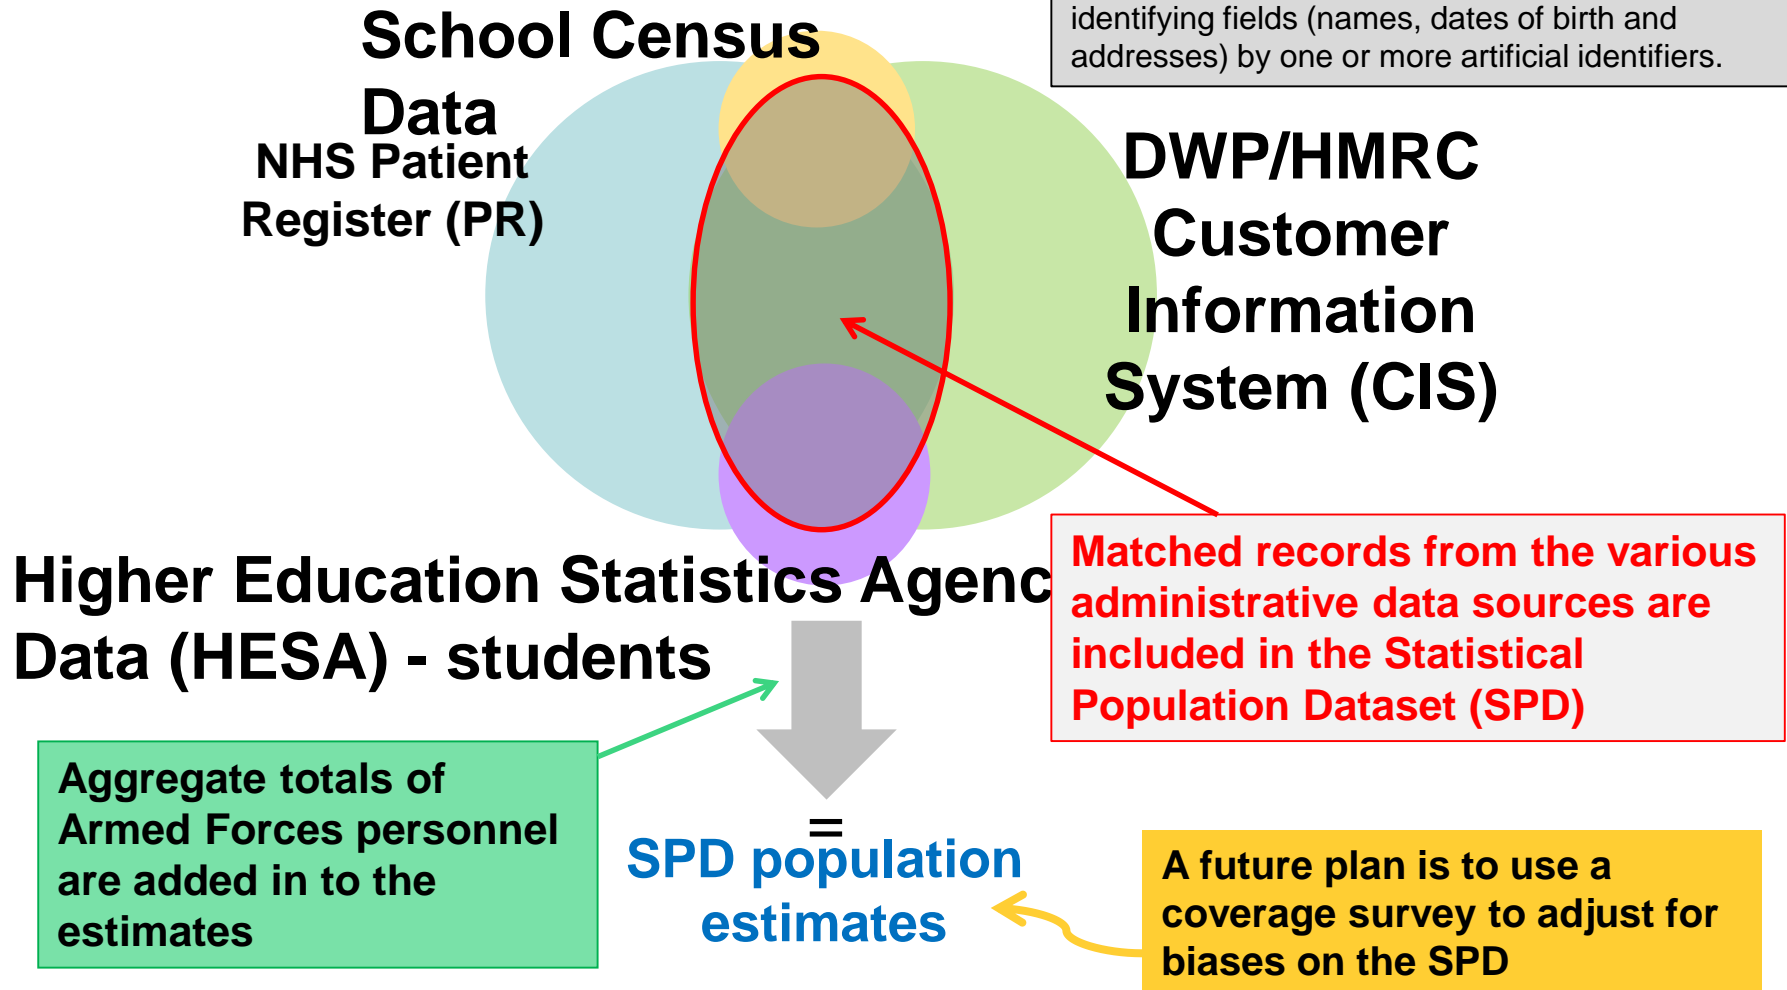 School Census
Data
identifying fields (names, dates of birth and
addresses) by one or more artificial identifiers.
NHS Patient
Register (PR)
DWP/HMRC
Customer
Information
System (CIS)
Higher Education Statistics Agenc
Data (HESA) - students
Matched records from the various
administrative data sources are
included in the Statistical
Population Dataset (SPD)
Aggregate totals of
Armed Forces personnel
are added in to the
estimates
=
SPD population
estimates
A future plan is to use a
coverage survey to adjust for
biases on the SPD